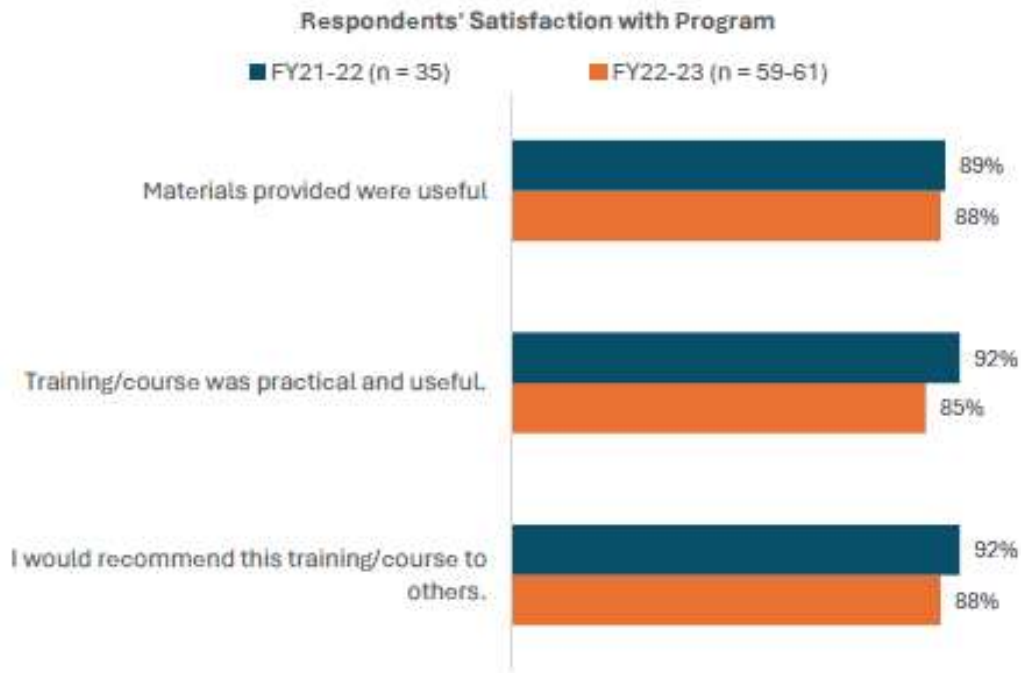 Respondents' Satisfaction with Program
FY21-22 (n = 35) FY22-23 (n = 59-61)
Materials provided were useful
89%
88%
Training/course was practical and useful.
92%
85%
I would recommend this training/course to
others.
92%
88%